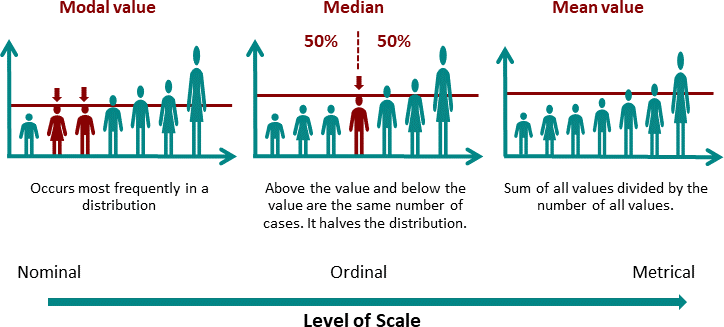 Modal value
Median
Mean value
50%
50%
Occurs most frequently in a
distribution
Above the value and below the
value are the same number of
cases. It halves the distribution.
Sum of all values divided by the
number of all values.
Nominal
Ordinal
Metrical
Level of Scale